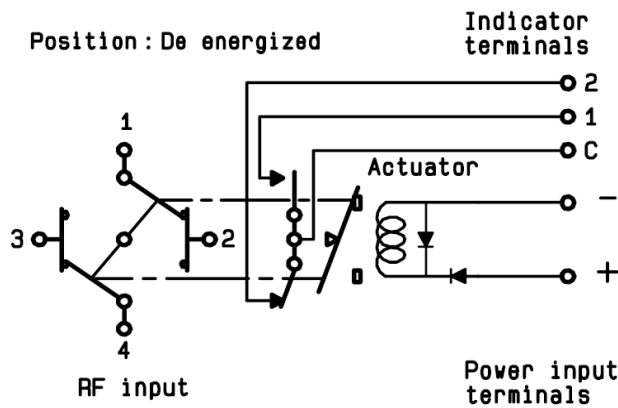 Position : De energized
Indicator
terminals
2
1
C
1
Actuator
-
3
2
+
4
RF input
Power input
terminals